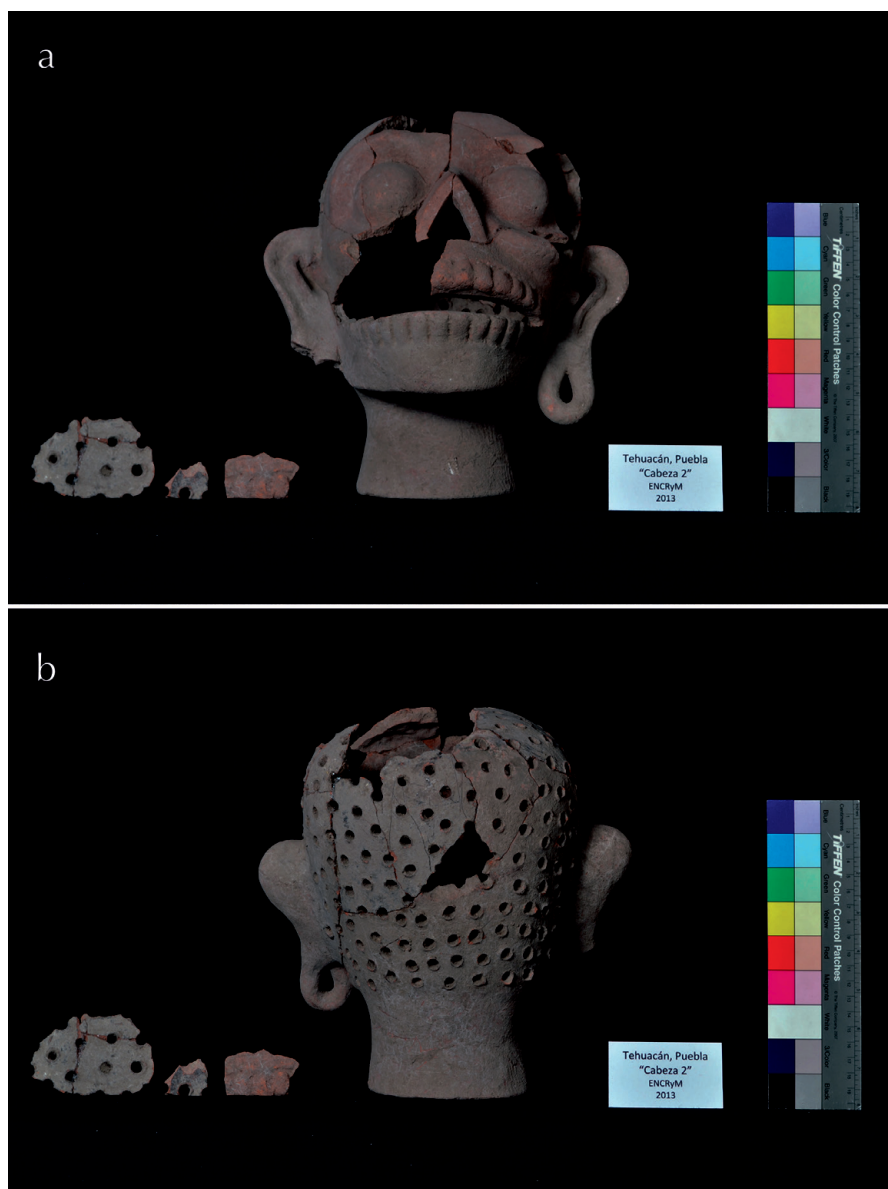 a
Tehuacán, Puebla
“Cabeza 2”
ENCRyM
2013
TIFFEN Color Control Patches
Centimetres
Blue
Cyan
Green
Yellow
Red
Magenta
White
3/Color
Black
b
Tehuacán, Puebla
“Cabeza 2”
ENCRyM
2013
TIFFEN Color Control Patches
Centimetres
Blue
Cyan
Green
Yellow
Red
Magenta
White
3/Color
Black